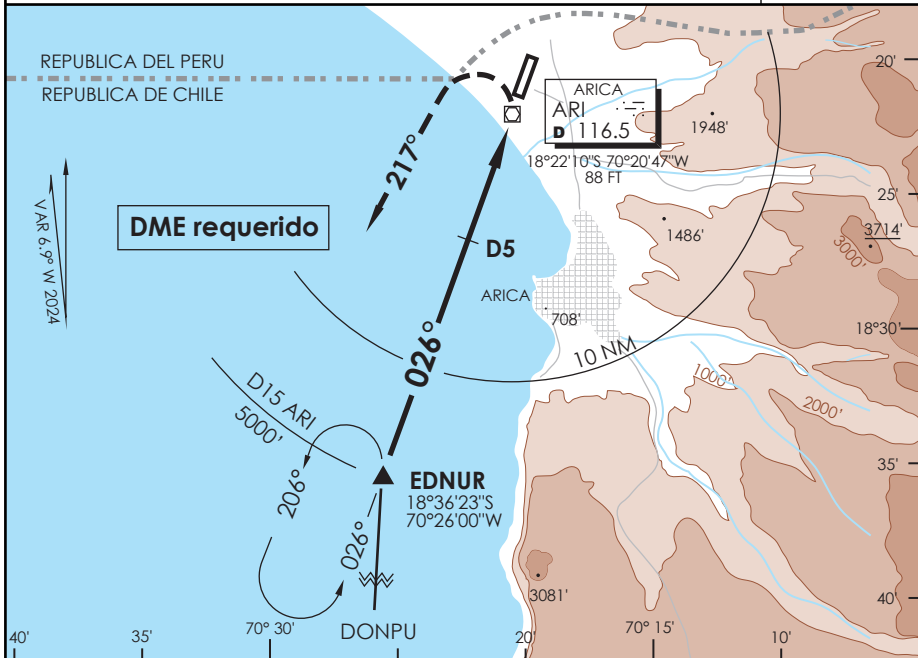 REPUBLICA DEL PERU
REPUBLICA DE CHILE
20'
ARICA
ARI
D 116.5
18°22'10"S 70°20'47"W
88 FT
1948'
217°
VAR 6.9° W 2024
DME requerido
25'
1486'
3714'
3000'
D5
ARICA
708'
18°30'
10 NM
026°
1000'
2000'
D15 ARI
5000'
35'
EDNUR
18°36'23"S
70°26'00"W
206°
026°
3081'
40'
DONPU
40'
35'
70° 30'
20'
70° 15'
10'